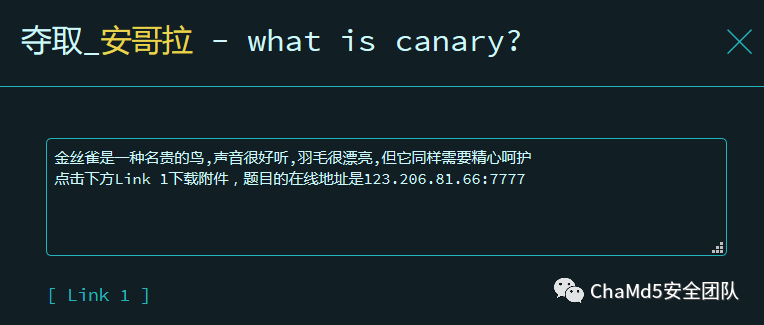 夺取_安哥拉 - what is canary?
金丝雀是一种名贵的鸟,声音很好听,羽毛很漂亮,但它同样需要精心呵护
点击下方Link 1下载附件，题目的在线地址是123.206.81.66:7777
[ Link 1 ]
ChaMd5安全团队